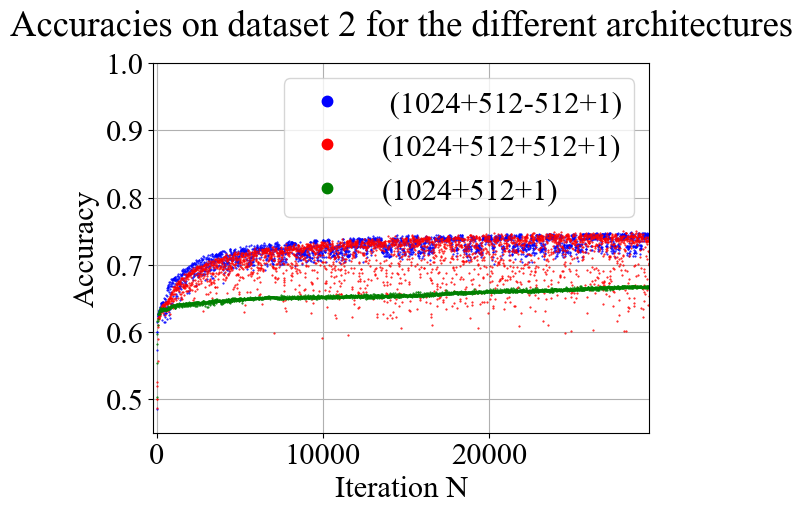 Accuracies on dataset 2 for the different architectures
1.0
0.9
0.8
0.7
0.6
0.5
Accuracy
(1024+512-512+1)
(1024+512+512+1)
(1024+512+1)
0 10000 20000
Iteration N